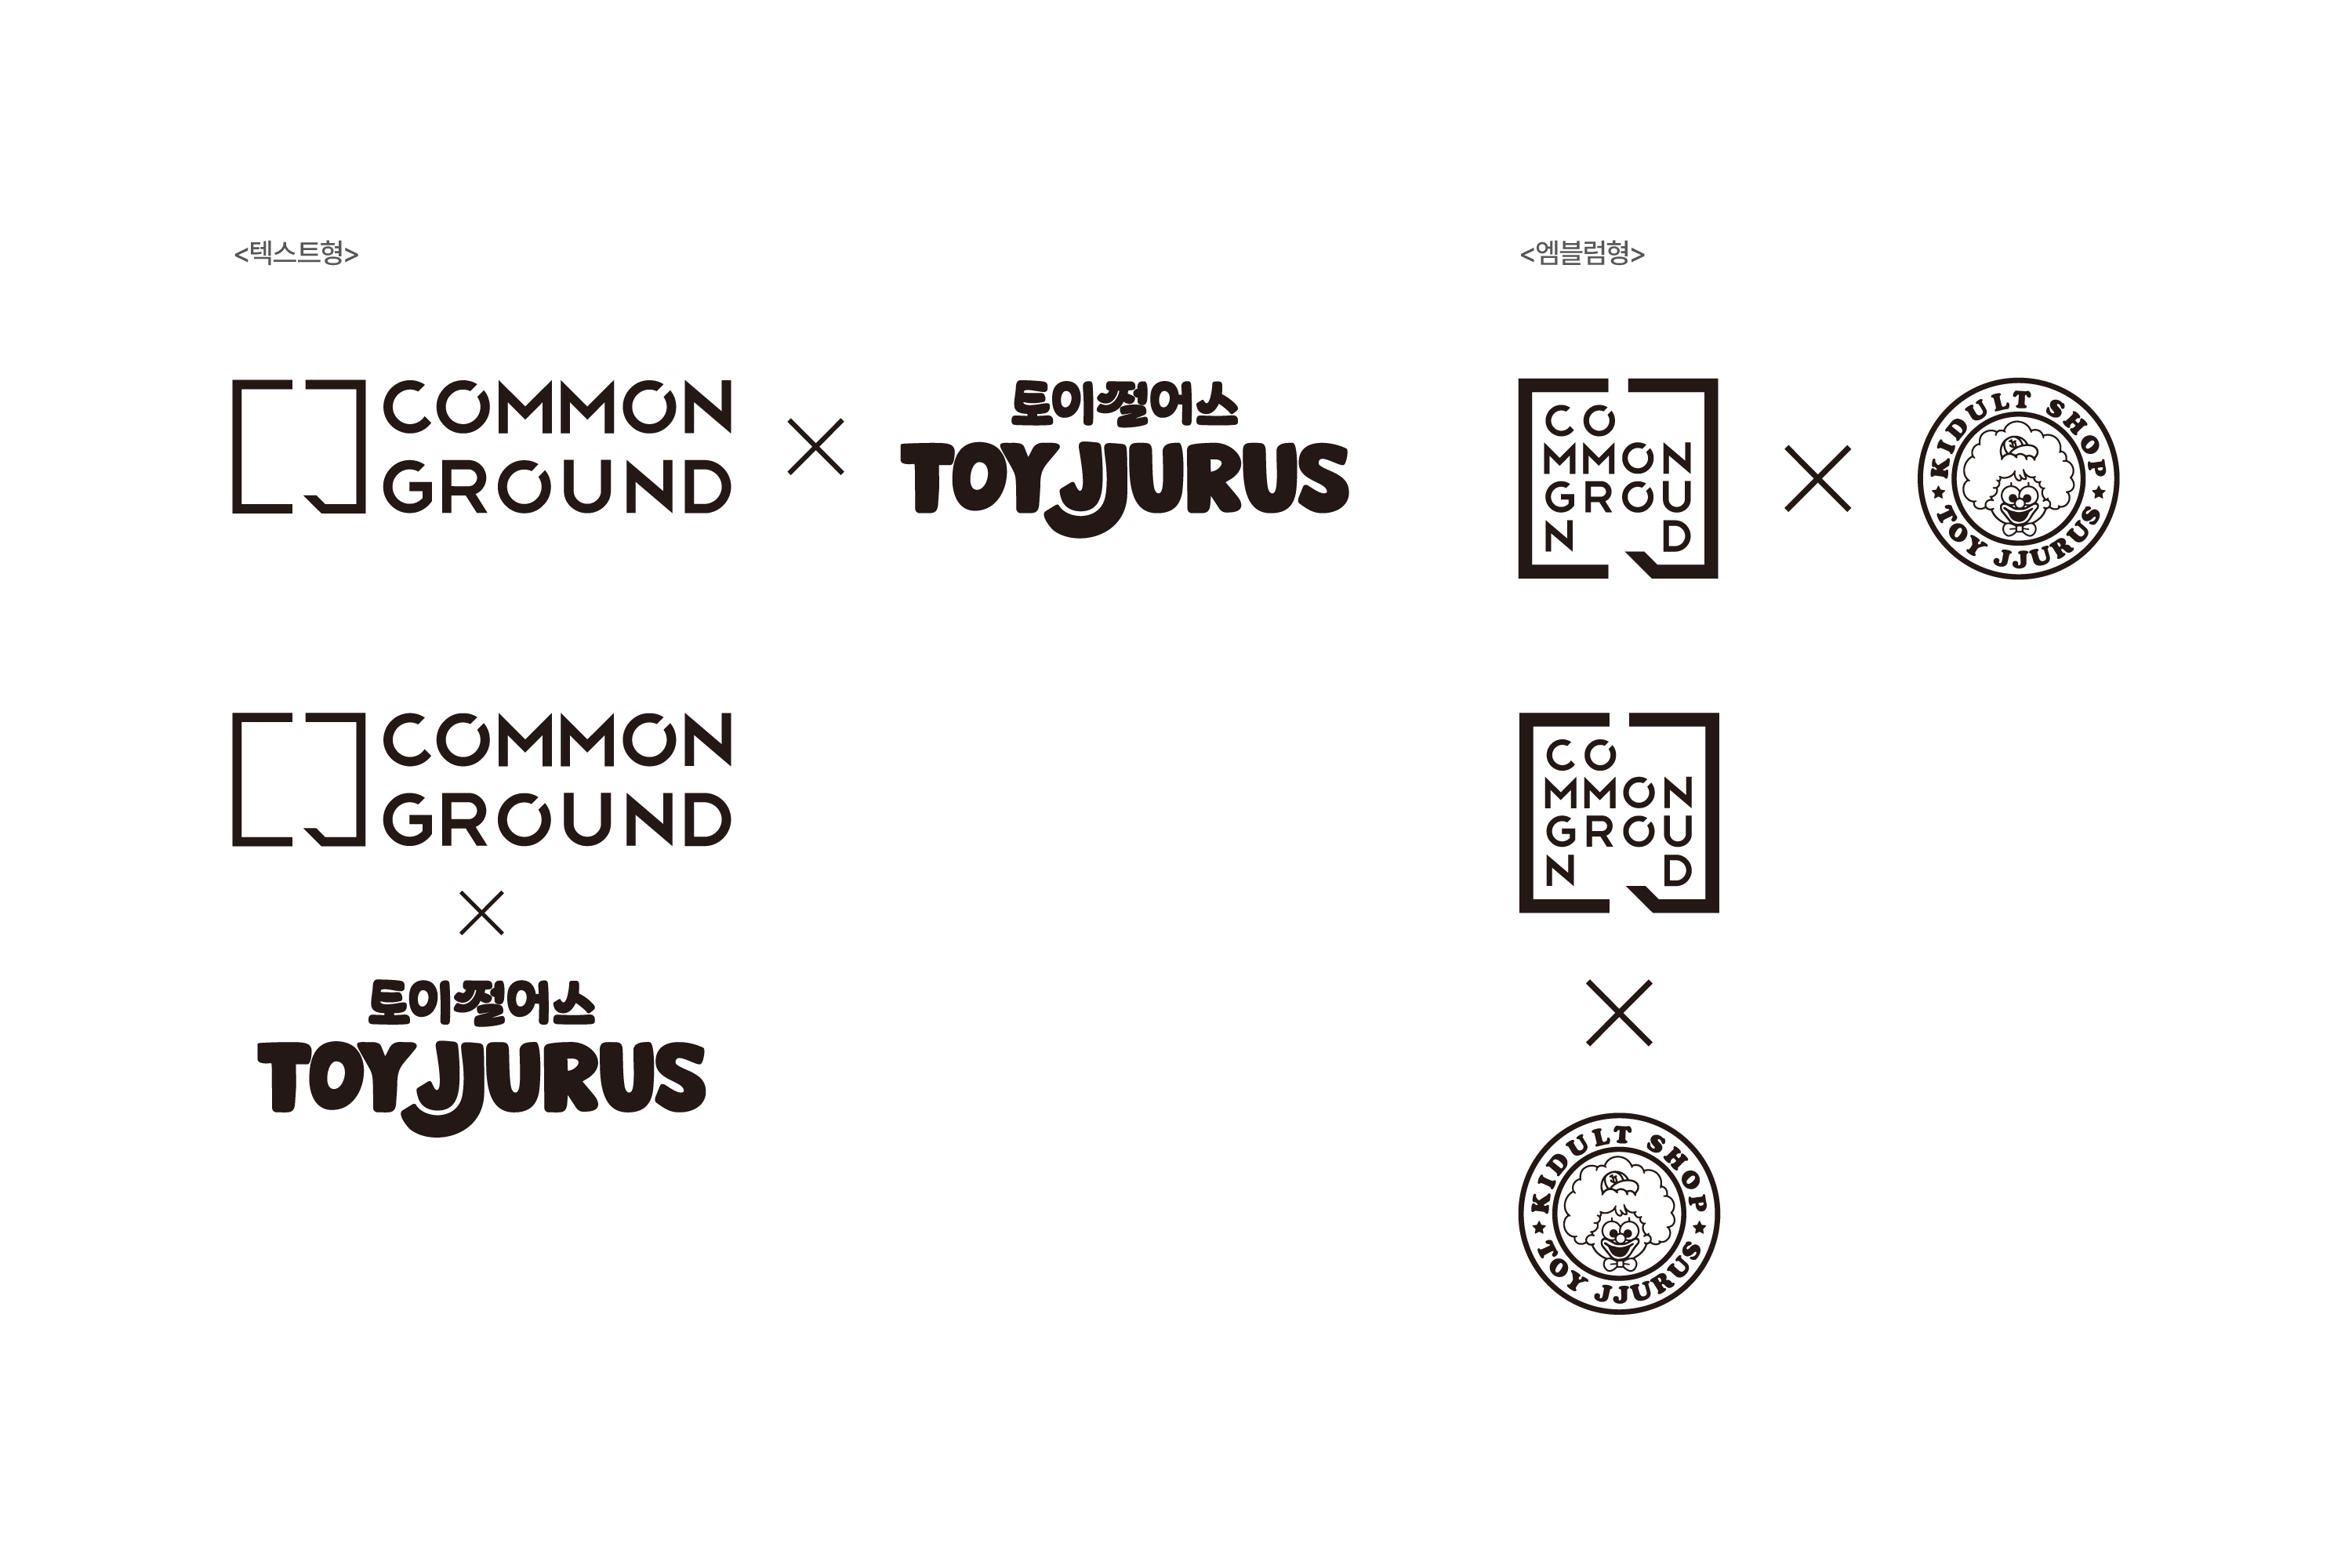 <텍스트형>
COMMON
GROUND
×
토이쩔어스
TOYJJURUS
COMMON
GROUND
×
토이쩔어스
TOYJJURUS
<엠블럼형>
CO
MMON
GROU
N D
×
KIDULT SHOP
★ TOY JJURUS ★
CO
MMON
GROU
N D
×
KIDULT SHOP
★ TOY JJURUS ★